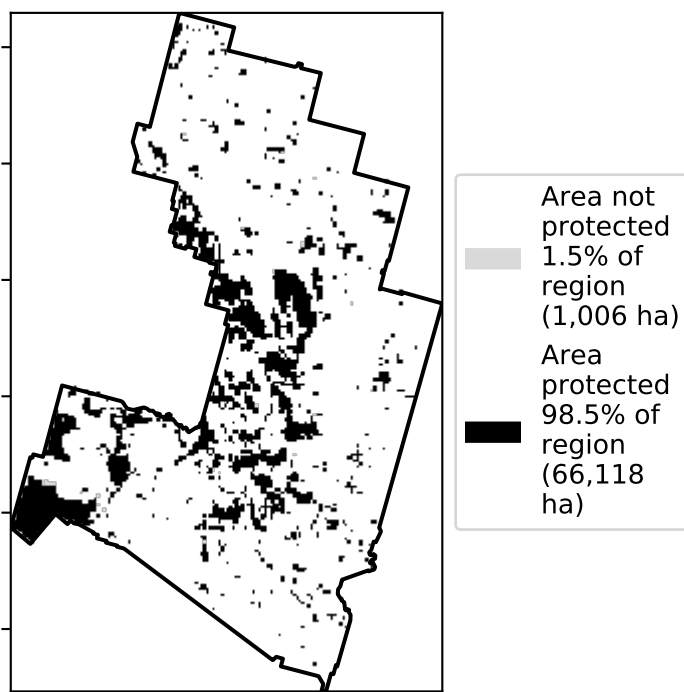 Area not
protected
1.5% of
region
(1,006 ha)
Area
protected
98.5% of
region
(66,118
ha)